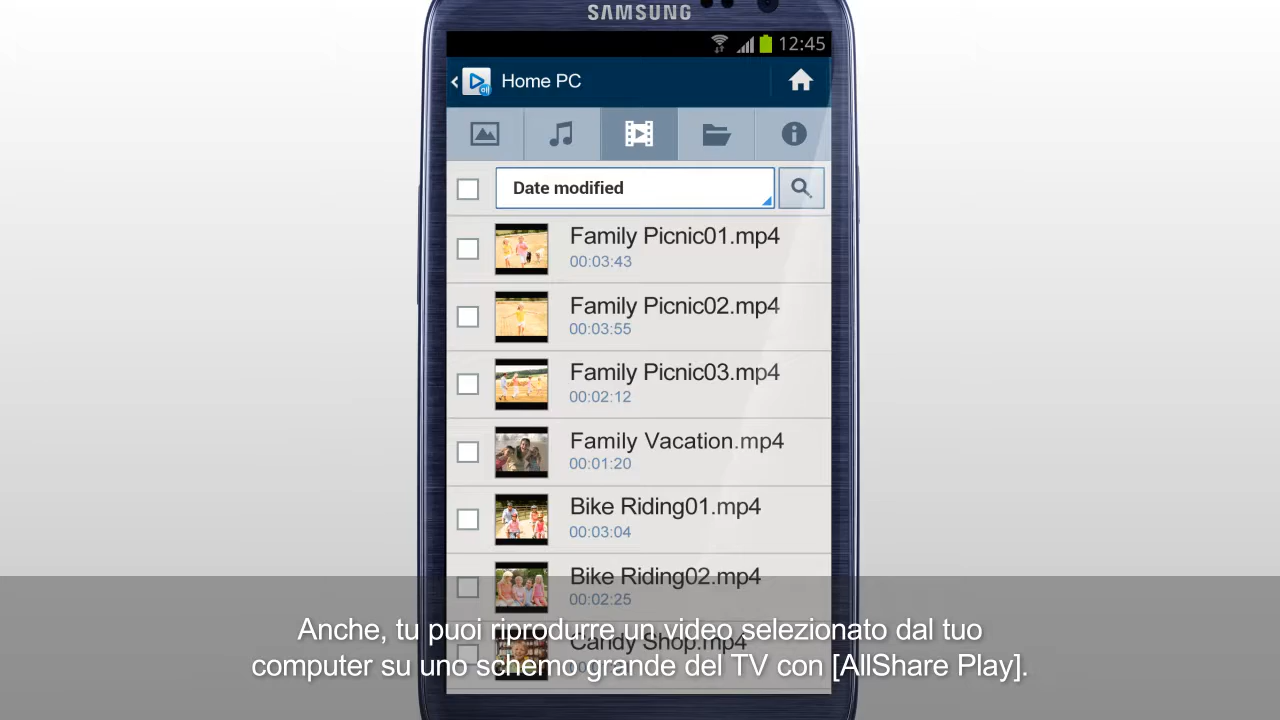 SAMSUNG
12:45
Home PC
Date modified
Family Picnic01.mp4
00:03:43
Family Picnic02.mp4
00:03:55
Family Picnic03.mp4
00:02:12
Family Vacation.mp4
00:01:20
Bike Riding01.mp4
00:03:04
Bike Riding02.mp4
00:02:25
Candy Shop.mp4
Anche, tu puoi riprodurre un video selezionato dal tuo
computer su uno schemo grande del TV con [AllShare Play].